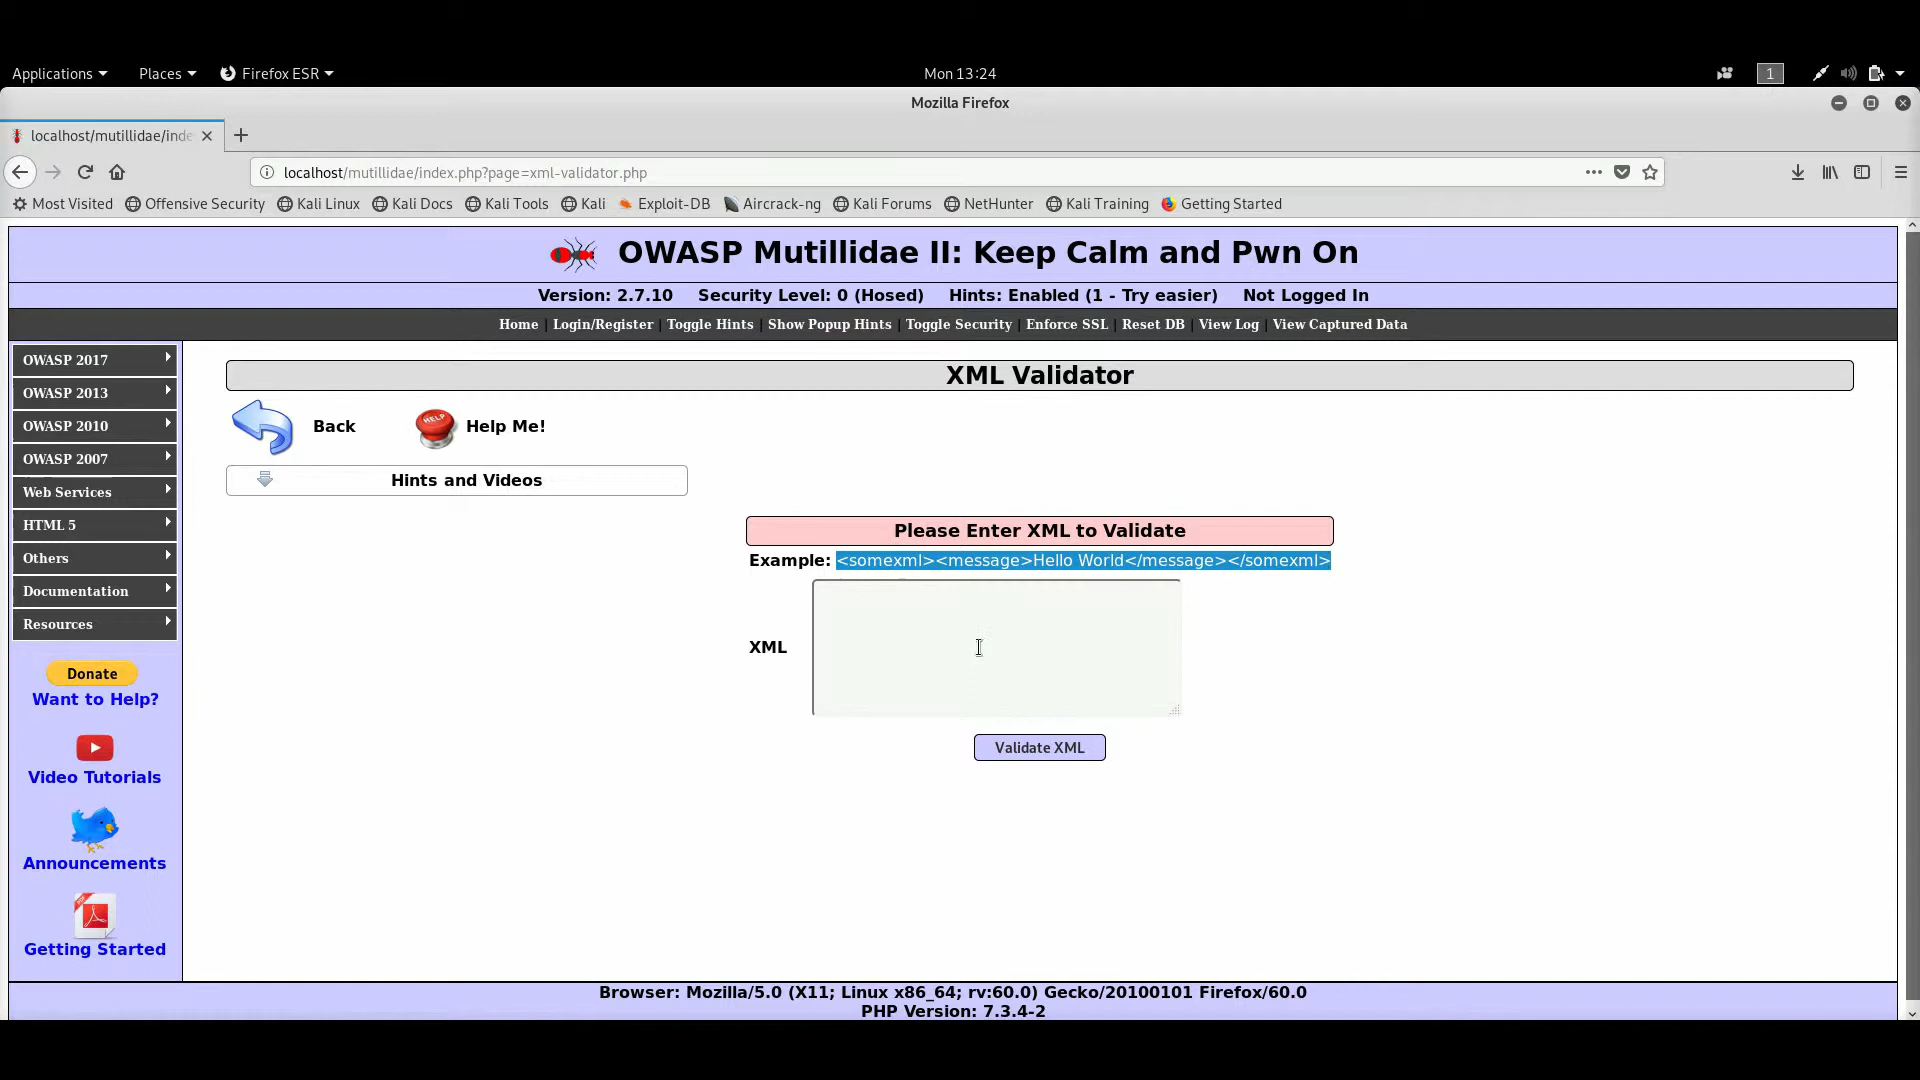 Applications Places Firefox ESR Mon 13:24 1
Mozilla Firefox
localhost/mutillidae/inde
localhost/mutillidae/index.php?page=xml-validator.php
Most Visited Offensive Security Kali Linux Kali Docs Kali Tools Kali Exploit-DB Aircrack-ng Kali Forums NetHunter Kali Training Getting Started
OWASP Mutillidae II: Keep Calm and Pwn On
Version: 2.7.10 Security Level: 0 (Hosed) Hints: Enabled (1 - Try easier) Not Logged In
Home | Login/Register | Toggle Hints | Show Popup Hints | Toggle Security | Enforce SSL | Reset DB | View Log | View Captured Data
OWASP 2017
OWASP 2013
OWASP 2010
OWASP 2007
Web Services
HTML 5
Others
Documentation
Resources
Donate
Want to Help?
Video Tutorials
Announcements
Getting Started
XML Validator
Back HELP Help Me!
Hints and Videos
Please Enter XML to Validate
Example: <somexml><message>Hello World</message></somexml>
XML
Validate XML
Browser: Mozilla/5.0 (X11; Linux x86_64; rv:60.0) Gecko/20100101 Firefox/60.0
PHP Version: 7.3.4-2